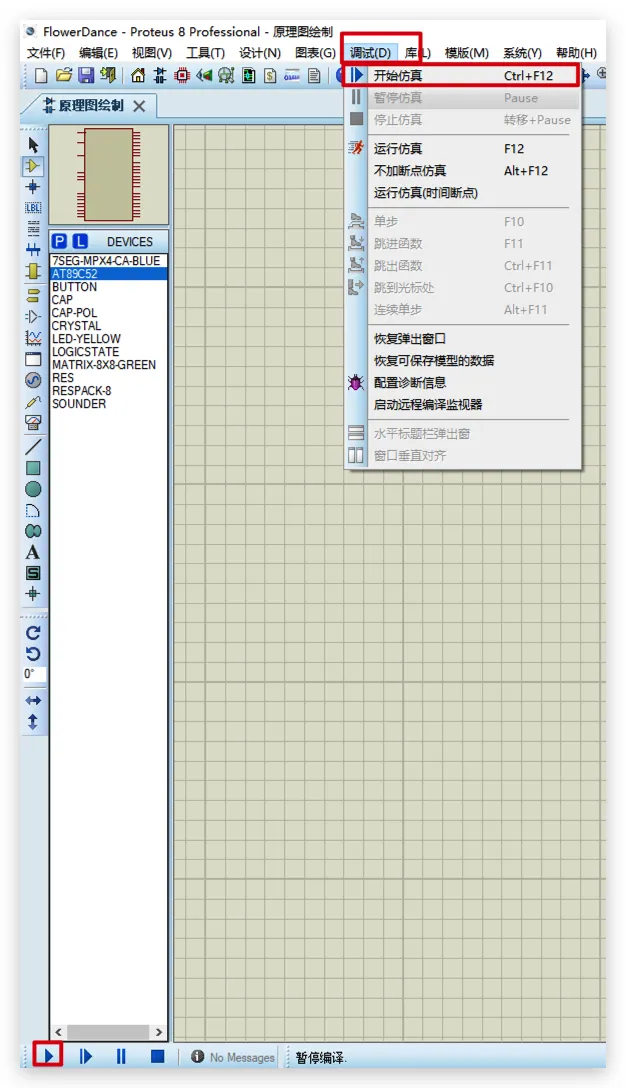 FlowerDance - Proteus 8 Professional - 原理图绘制
文件(F) 编辑(E) 视图(V) 工具(T) 设计(N) 图表(G) 调试(D) 库(L) 模版(M) 系统(Y) 帮助(H)
原理图绘制
开始仿真 Ctrl+F12
暂停仿真 Pause
停止仿真 转移+Pause
运行仿真 F12
不加断点仿真 Alt+F12
运行仿真(时间断点)
单步 F10
跳进函数 F11
跳出函数 Ctrl+F11
跳到光标处 Ctrl+F10
连续单步 Alt+F11
恢复弹出窗口
恢复可保存模型的数据
配置诊断信息
启动远程编译监视器
水平标题栏弹出窗
窗口垂直对齐
LBL
P L DEVICES
7SEG-MPX4-CA-BLUE
AT89C52
BUTTON
CAP
CAP-POL
CRYSTAL
LED-YELLOW
LOGICSTATE
MATRIX-8X8-GREEN
RES
RESPACK-8
SOUNDER
A
S
0°
No Messages 暂停编译.